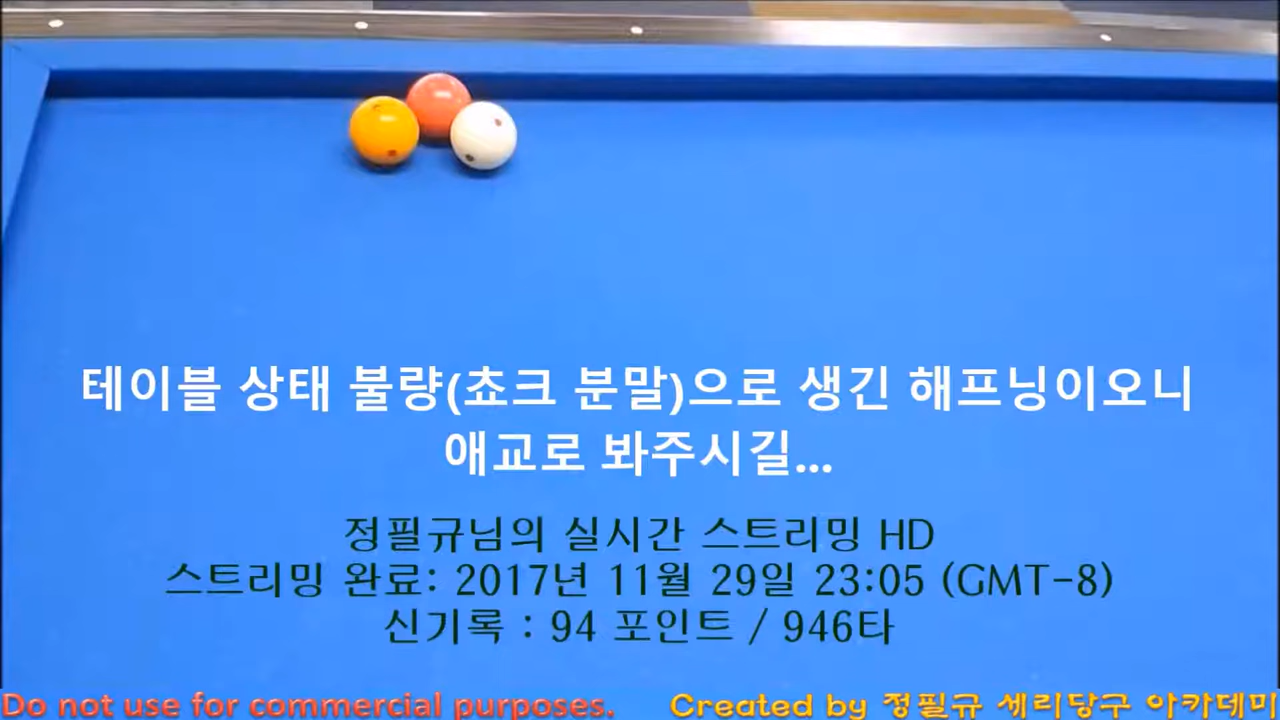 테이블 상태 불량(쵸크 분말)으로 생긴 해프닝이오니
애교로 봐주시길...
정필규님의 실시간 스트리밍 HD
스트리밍 완료: 2017년 11월 29일 23:05 (GMT-8)
신기록 : 94 포인트 / 946타
Do not use for commercial purposes. Created by 정필규 세리당구 아카데미